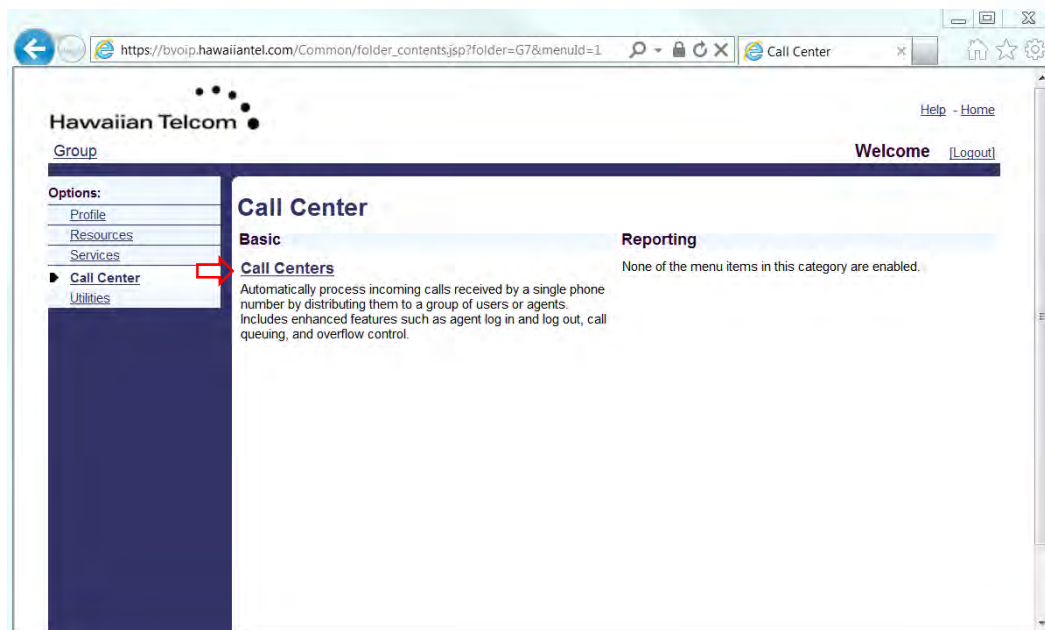 https://bvoip.hawaiiantel.com/Common/folder_contents.jsp?folder=G7&menuId=1
Call Center
Hawaiian Telcom
Help - Home
Group
Welcome [Logout]
Options:
Profile
Resources
Services
Call Center
Utilities
Call Center
Basic
Call Centers
Automatically process incoming calls received by a single phone
number by distributing them to a group of users or agents.
Includes enhanced features such as agent log in and log out, call
queuing, and overflow control.
Reporting
None of the menu items in this category are enabled.